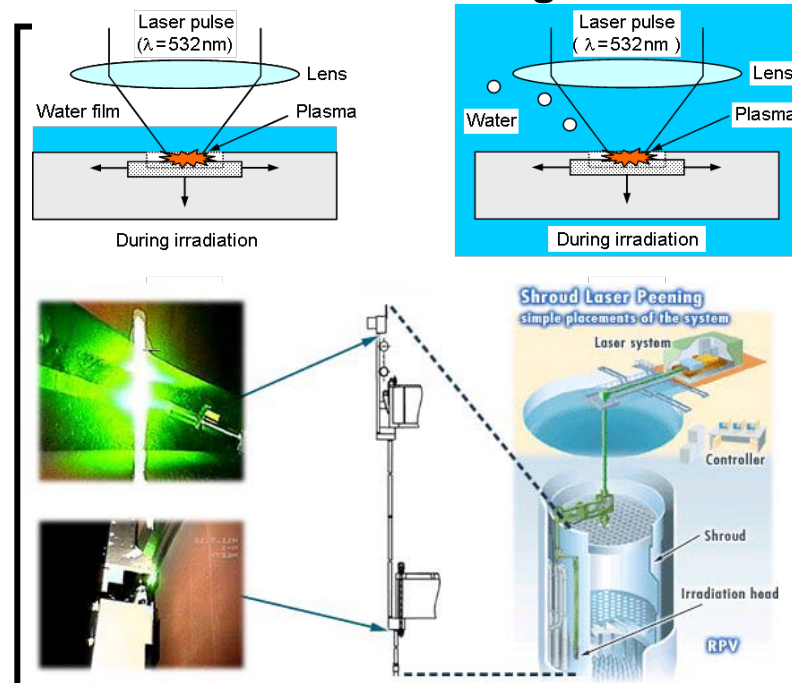 Laser pulse
(λ=532nm)
Lens
Water film
Plasma
During irradiation
Laser pulse
( λ=532nm )
Lens
Water
Plasma
During irradiation
Shroud Laser Peening
simple placements of the system
Laser system
Controller
Shroud
Irradiation head
RPV